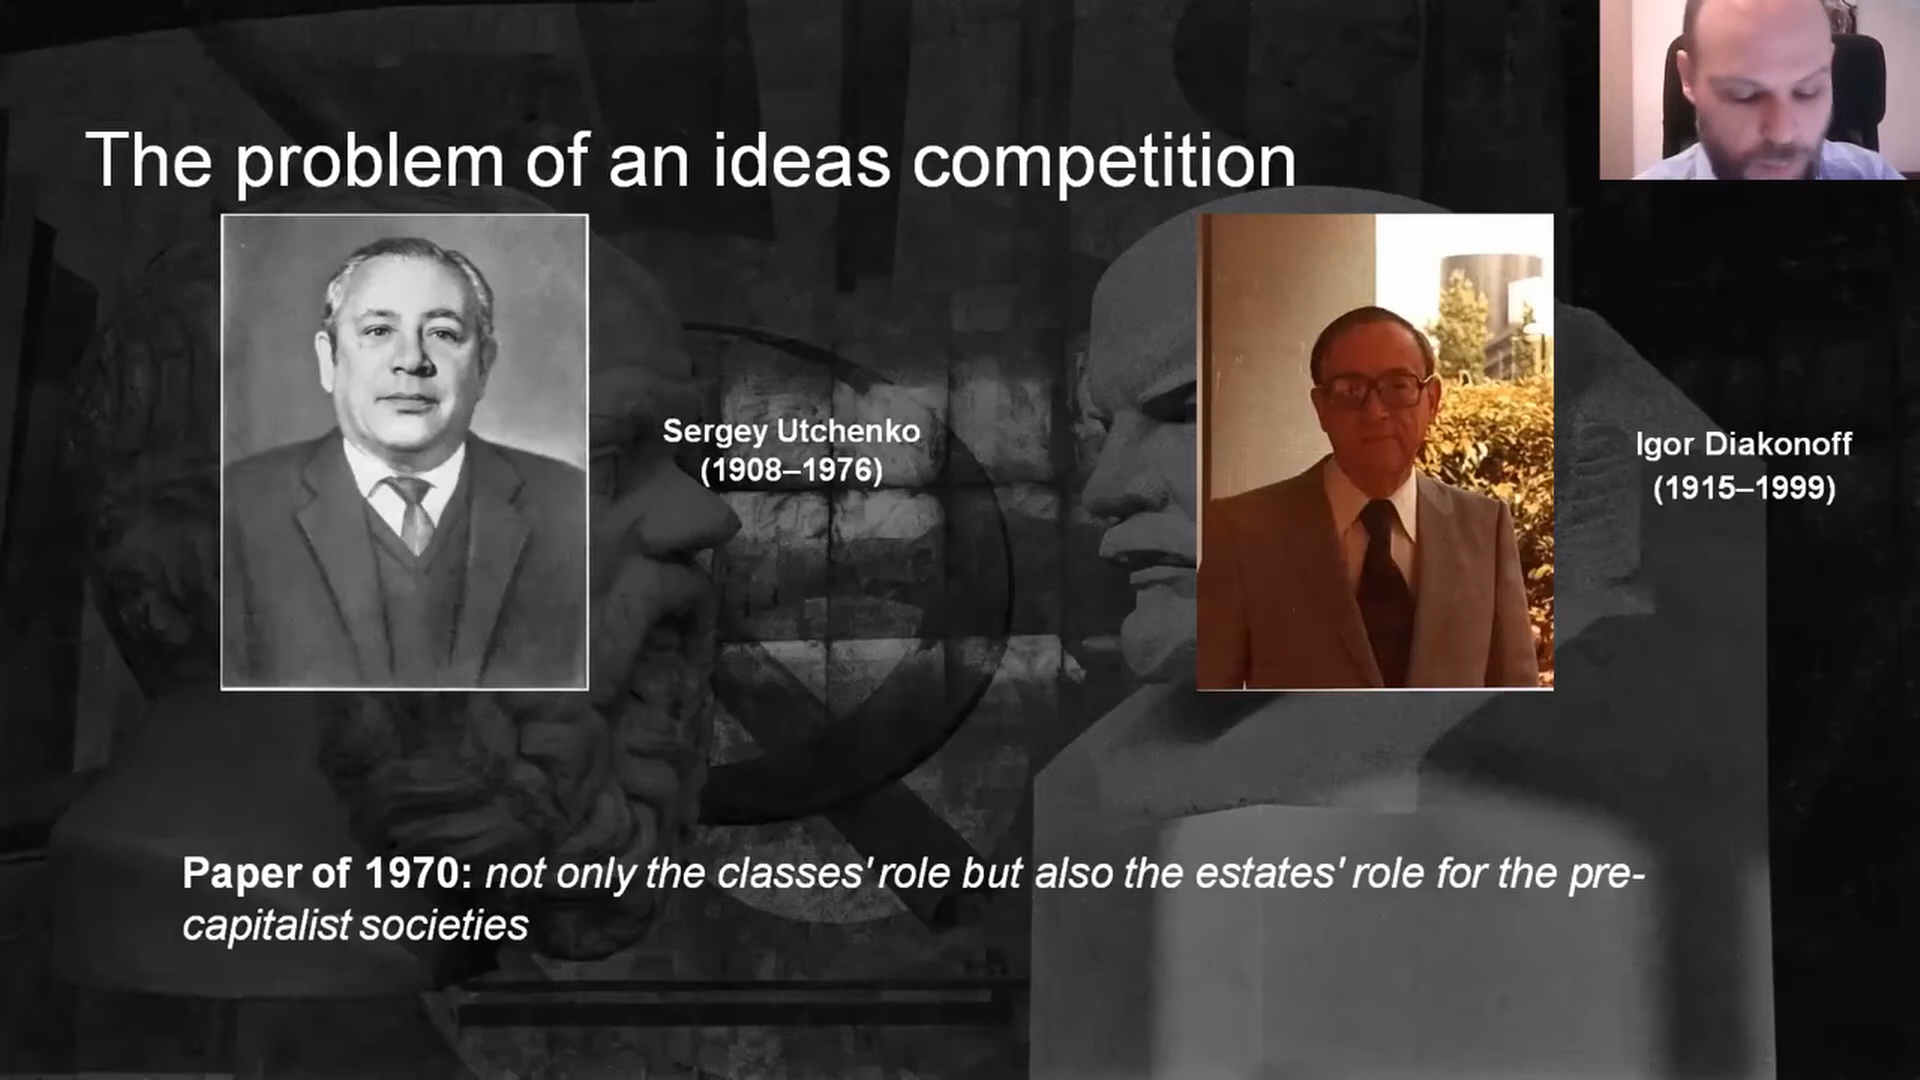 The problem of an ideas competition
Sergey Utchenko
(1908–1976)
Igor Diakonoff
(1915–1999)
Paper of 1970: not only the classes' role but also the estates' role for the pre-
capitalist societies